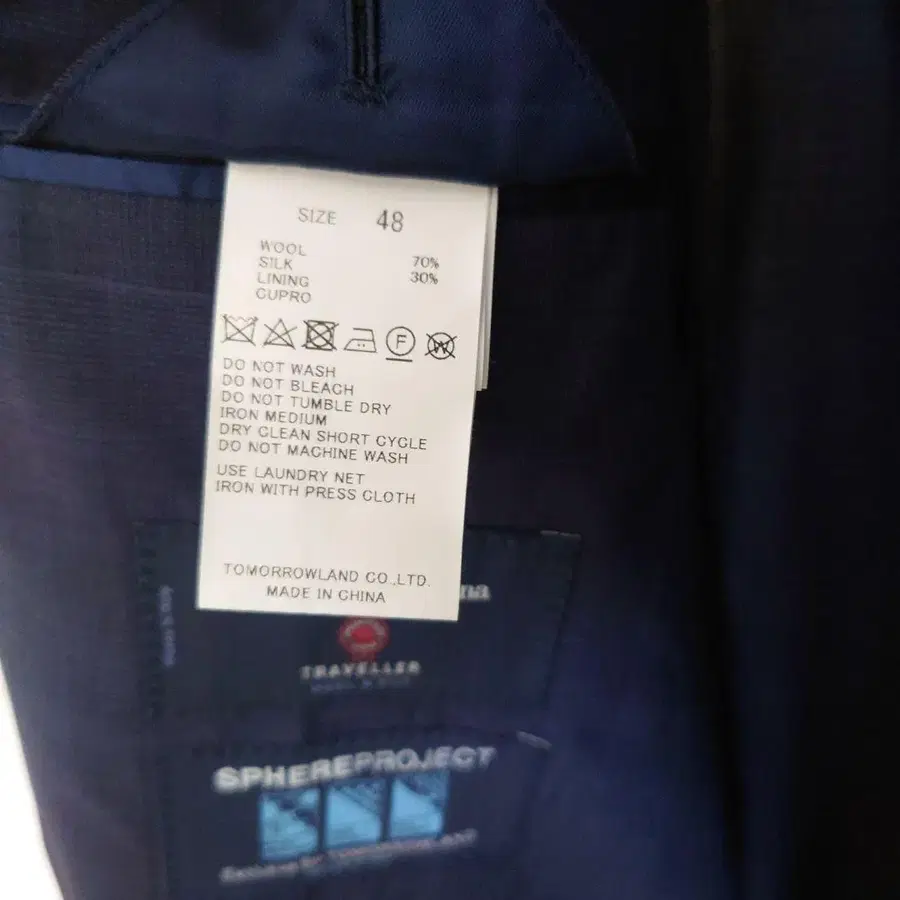 SIZE 48
WOOL
SILK 70%
LINING 30%
CUPRO
F W
DO NOT WASH
DO NOT BLEACH
DO NOT TUMBLE DRY
IRON MEDIUM
DRY CLEAN SHORT CYCLE
DO NOT MACHINE WASH
USE LAUNDRY NET
IRON WITH PRESS CLOTH
TOMORROWLAND CO.,LTD.
MADE IN CHINA
na
TRAVELLER
SPHEREPROJECT